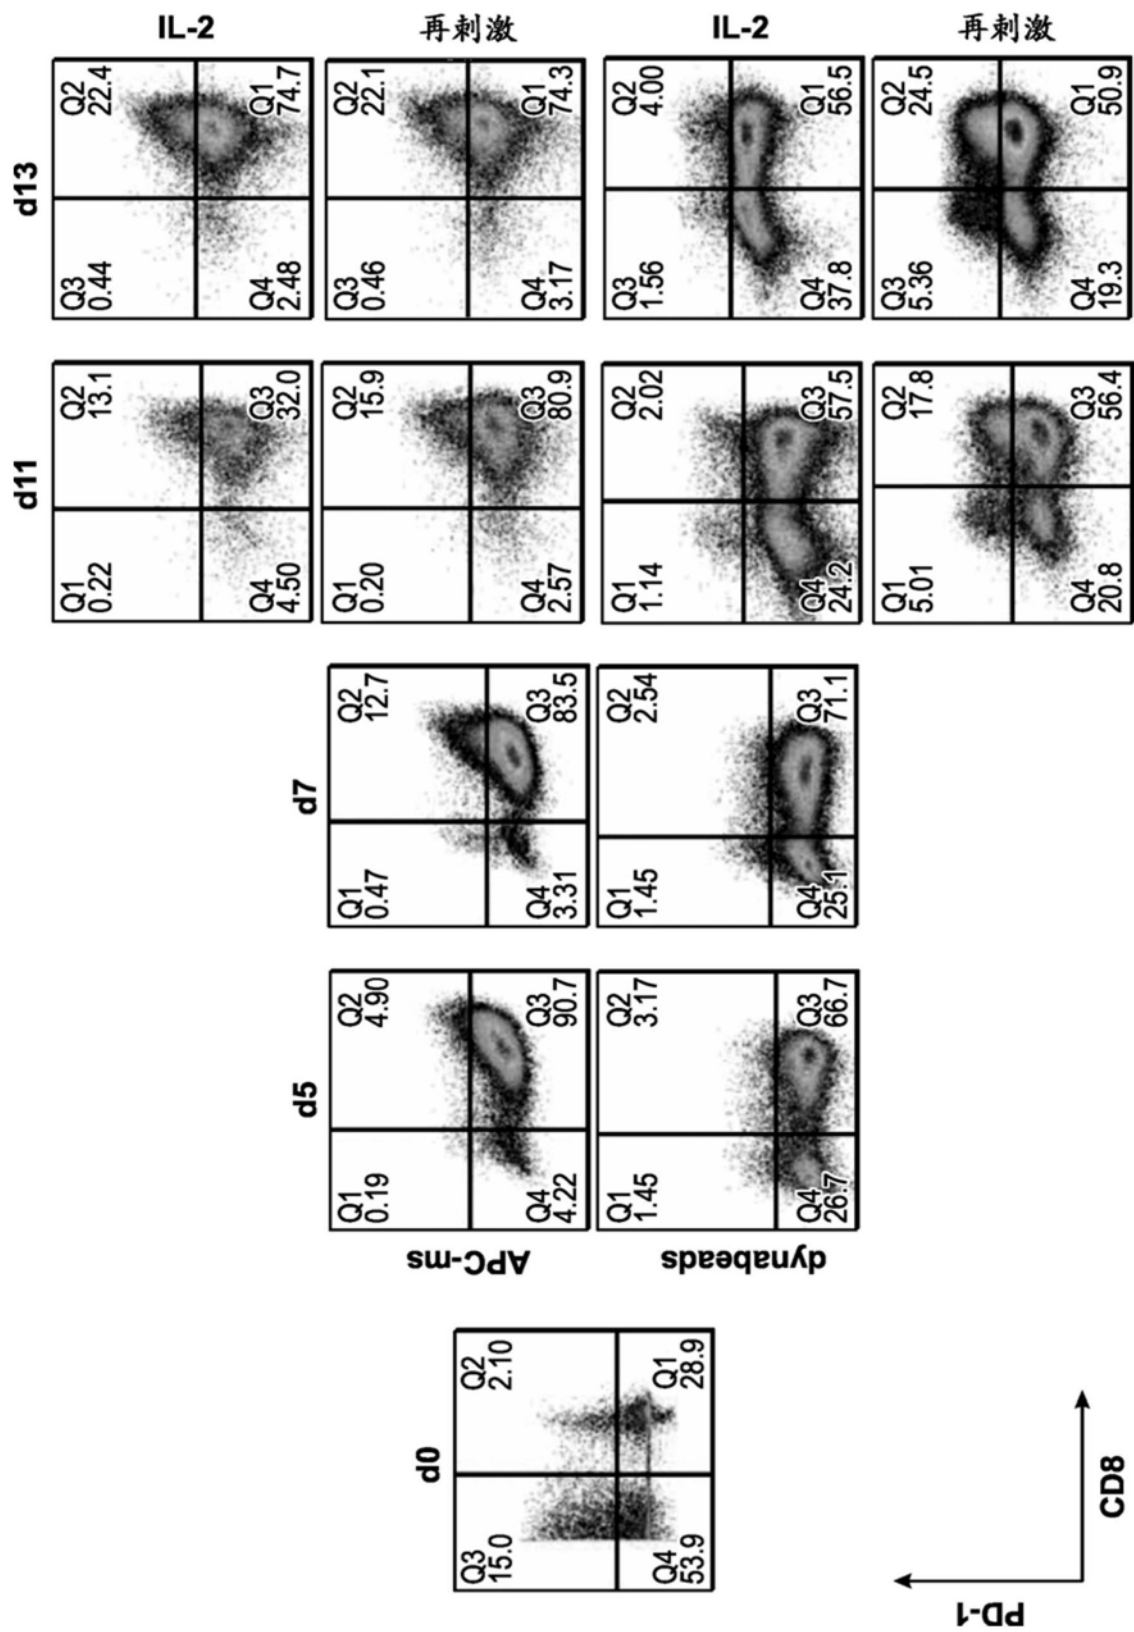 d0
Q3
15.0
Q2
2.10
Q4
53.9
Q1
28.9
PD-1
CD8
APC-ms
dynabeads
d5
Q1
0.19
Q2
4.90
Q4
4.22
Q3
90.7
Q1
1.45
Q2
3.17
Q4
26.7
Q3
66.7
d7
Q1
0.47
Q2
12.7
Q4
3.31
Q3
83.5
Q1
1.45
Q2
2.54
Q4
25.1
Q3
71.1
d11
Q1
0.22
Q2
13.1
Q4
4.50
Q3
32.0
Q1
0.20
Q2
15.9
Q4
2.57
Q3
80.9
Q1
1.14
Q2
2.02
Q4
24.2
Q3
57.5
Q1
5.01
Q2
17.8
Q4
20.8
Q3
56.4
d13
Q3
0.44
Q2
22.4
Q4
2.48
Q1
74.7
IL-2
Q3
0.46
Q2
22.1
Q4
3.17
Q1
74.3
再刺激
Q3
1.56
Q2
4.00
Q4
37.8
Q1
56.5
IL-2
Q3
5.36
Q2
24.5
Q4
19.3
Q1
50.9
再刺激